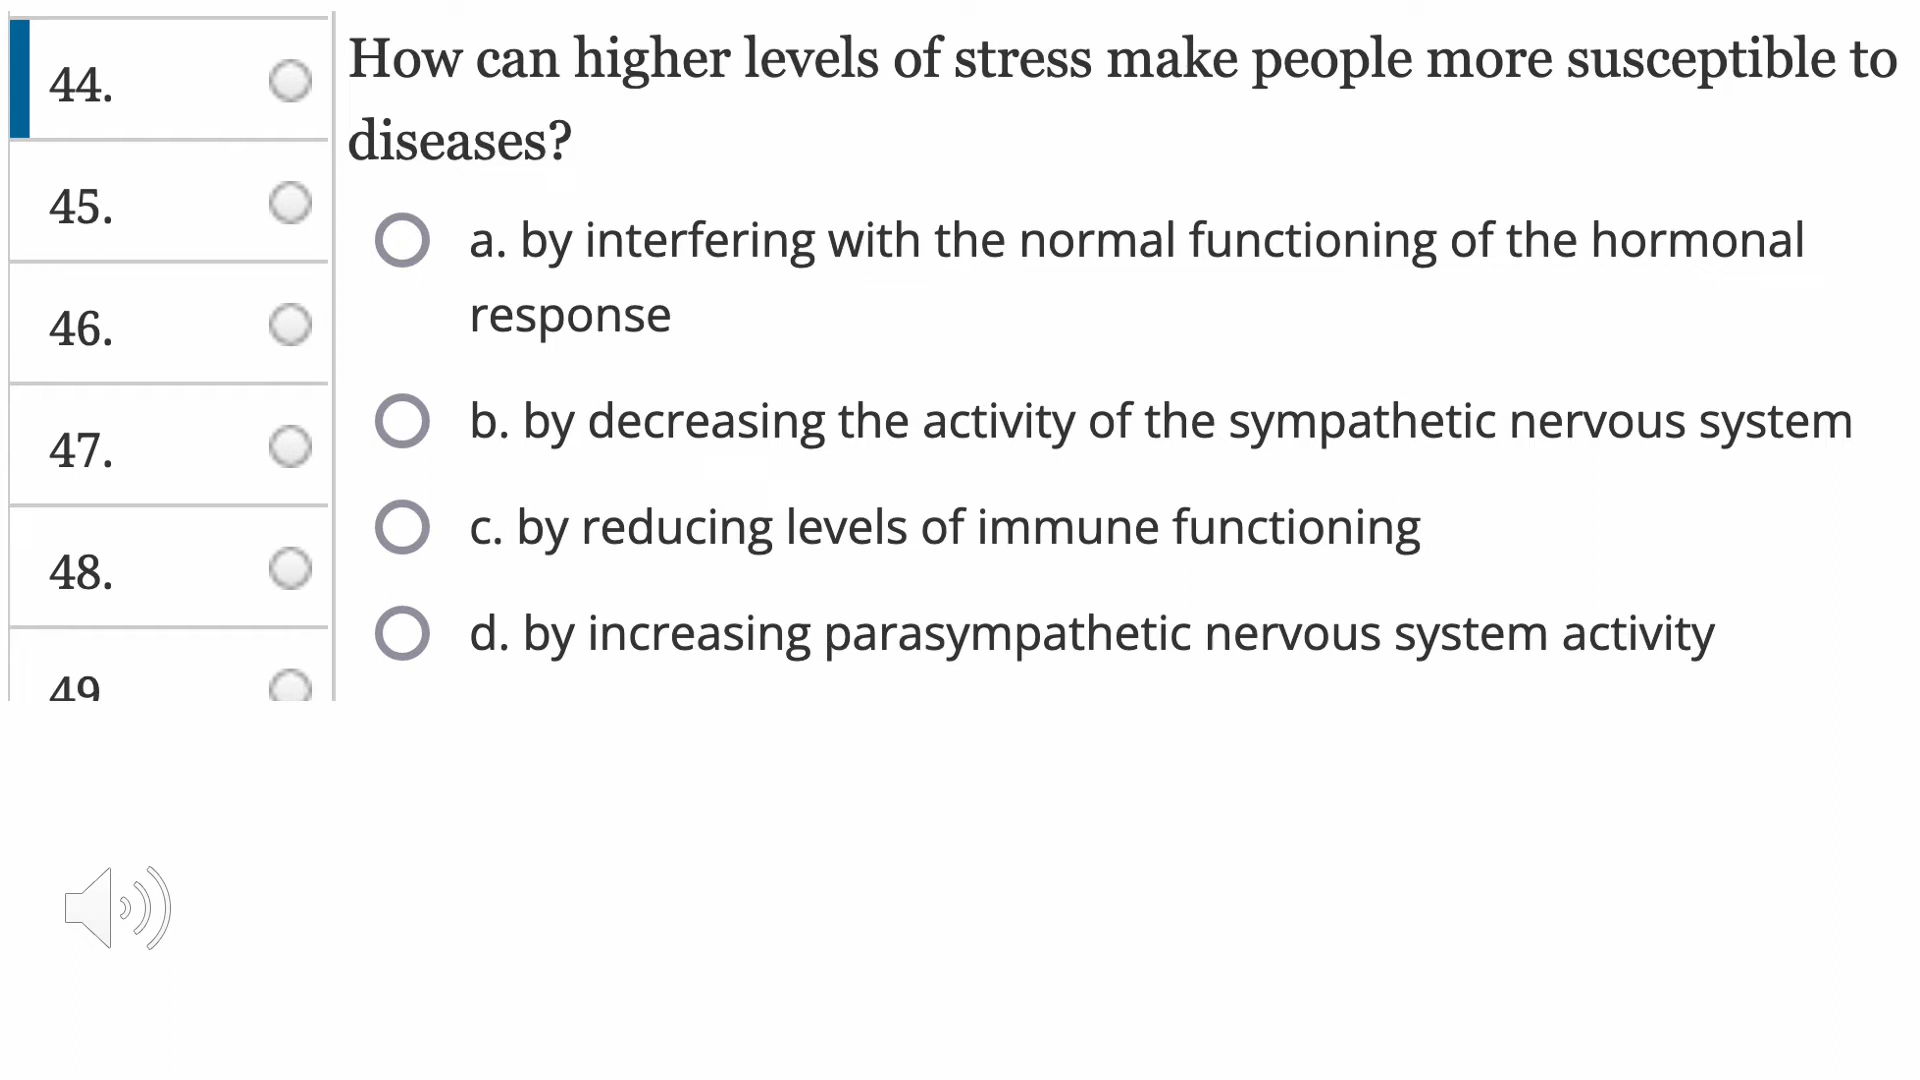 44.
45.
46.
47.
48.
49
How can higher levels of stress make people more susceptible to
diseases?
a. by interfering with the normal functioning of the hormonal
response
b. by decreasing the activity of the sympathetic nervous system
c. by reducing levels of immune functioning
d. by increasing parasympathetic nervous system activity